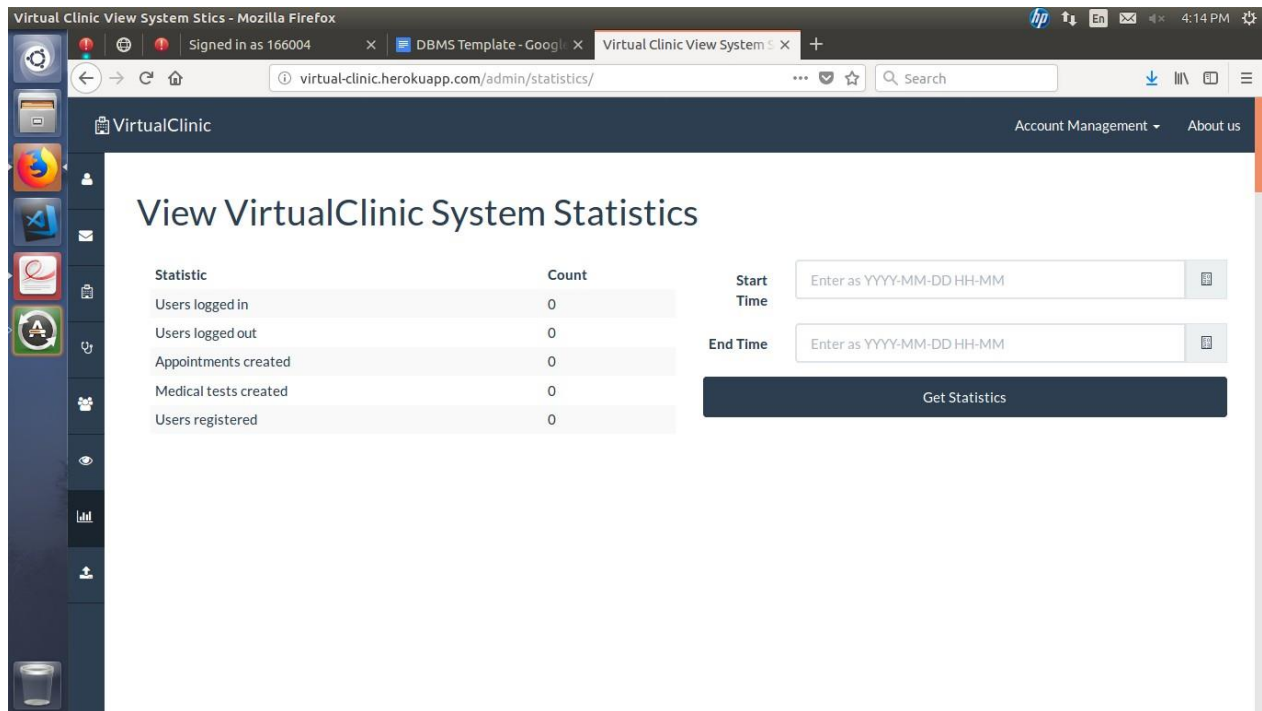 Virtual Clinic View System Stics - Mozilla Firefox
hp En 4:14 PM
Signed in as 166004 DBMS Template - Googl Virtual Clinic View System S
virtual-clinic.herokuapp.com/admin/statistics/ Search
VirtualClinic Account Management About us
View VirtualClinic System Statistics
Statistic Count
Users logged in 0
Users logged out 0
Appointments created 0
Medical tests created 0
Users registered 0
Start Time Enter as YYYY-MM-DD HH-MM
End Time Enter as YYYY-MM-DD HH-MM
Get Statistics